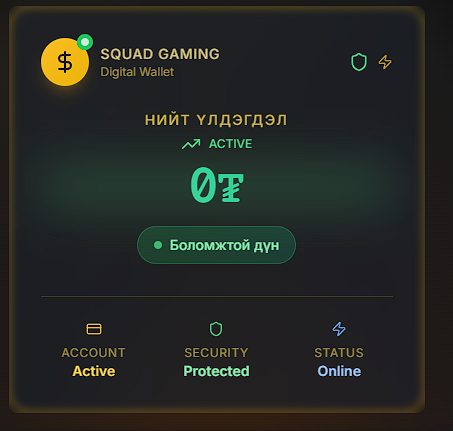 $
SQUAD GAMING
Digital Wallet
НИЙТ ҮЛДЭГДЭЛ
ACTIVE
0₮
Боломжтой дүн
ACCOUNT
Active
SECURITY
Protected
STATUS
Online